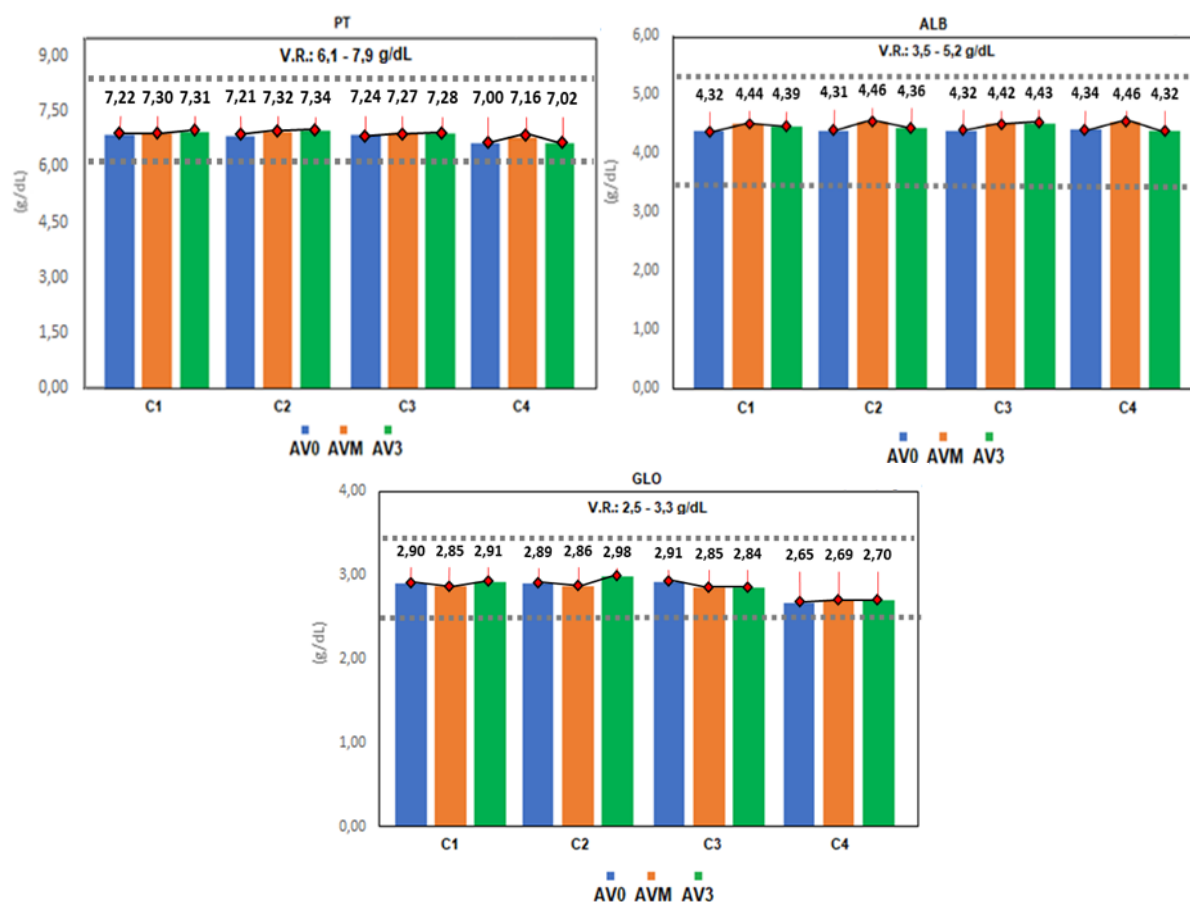 PT
V.R.: 6,1 - 7,9 g/dL
9,00
7,50
6,00
4,50
3,00
1,50
0,00
(g/dL)
7,22 7,30 7,31 7,21 7,32 7,34 7,24 7,27 7,28 7,00 7,16 7,02
C1 C2 C3 C4
AV0 AVM AV3
ALB
V.R.: 3,5 - 5,2 g/dL
6,00
5,00
4,00
3,00
2,00
1,00
0,00
(g/dL)
4,32 4,44 4,39 4,31 4,46 4,36 4,32 4,42 4,43 4,34 4,46 4,32
C1 C2 C3 C4
AV0 AVM AV3
GLO
V.R.: 2,5 - 3,3 g/dL
4,00
3,00
2,00
1,00
0,00
(g/dL)
2,90 2,85 2,91 2,89 2,86 2,98 2,91 2,85 2,84 2,65 2,69 2,70
C1 C2 C3 C4
AV0 AVM AV3